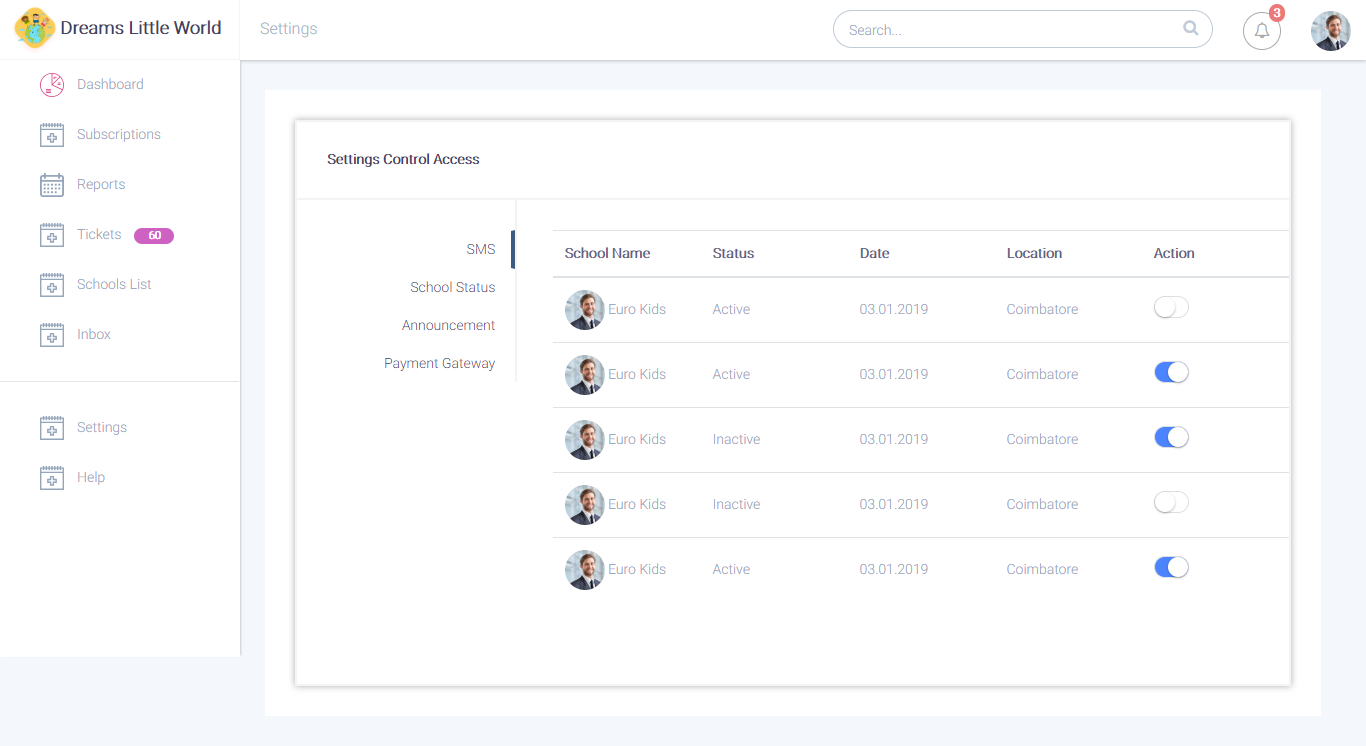 Dreams Little World
Settings
Search...
3
Dashboard
Subscriptions
Reports
Tickets 60
Schools List
Inbox
Settings
Help
Settings Control Access
SMS
School Status
Announcement
Payment Gateway
School Name Status Date Location Action
Euro Kids Active 03.01.2019 Coimbatore
Euro Kids Active 03.01.2019 Coimbatore
Euro Kids Inactive 03.01.2019 Coimbatore
Euro Kids Inactive 03.01.2019 Coimbatore
Euro Kids Active 03.01.2019 Coimbatore